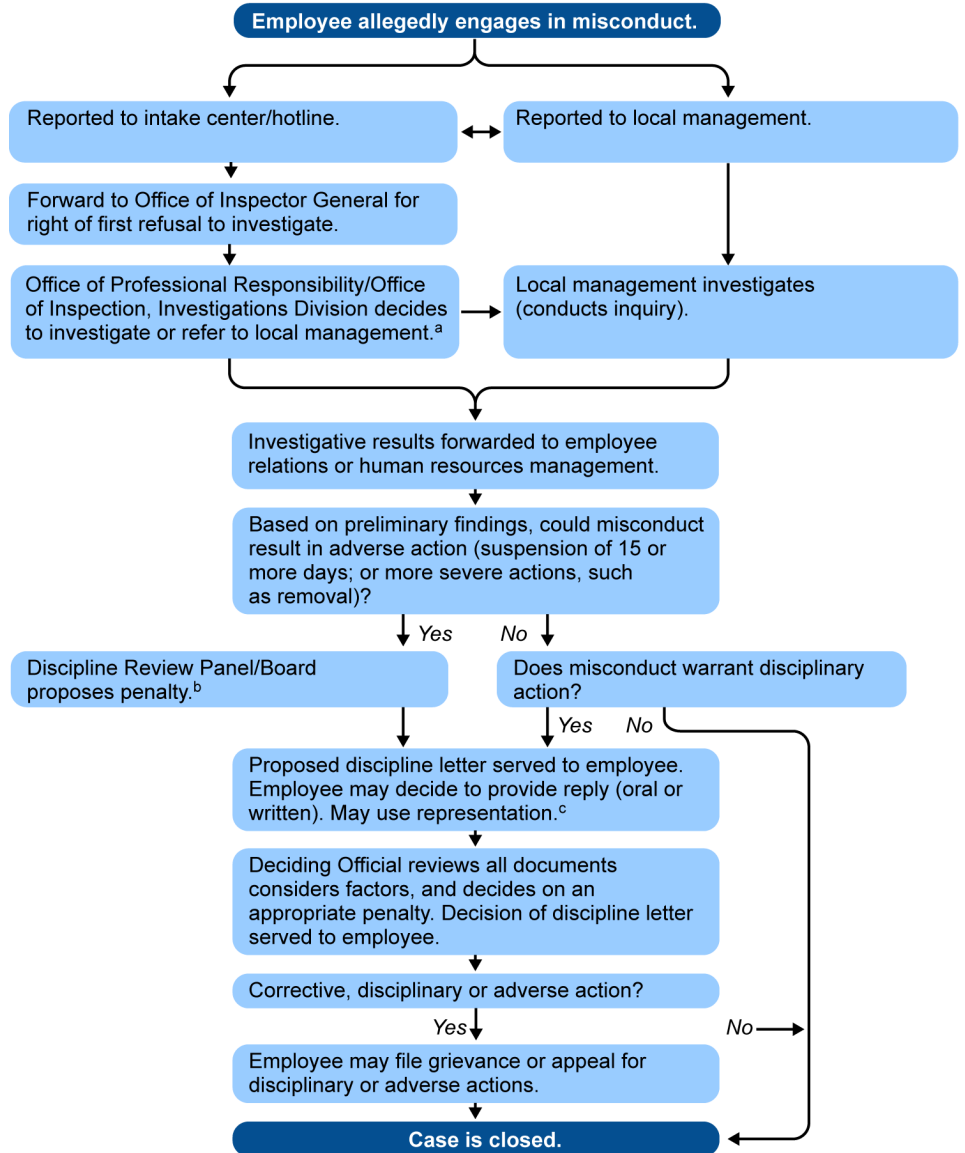 Employee allegedly engages in misconduct.
Reported to intake center/hotline.
Reported to local management.
Forward to Office of Inspector General for
right of first refusal to investigate.
Office of Professional Responsibility/Office
of Inspection, Investigations Division decides
to investigate or refer to local management.a
Local management investigates
(conducts inquiry).
Investigative results forwarded to employee
relations or human resources management.
Based on preliminary findings, could misconduct
result in adverse action (suspension of 15 or
more days; or more severe actions, such
as removal)?
Yes
No
Discipline Review Panel/Board
proposes penalty.b
Does misconduct warrant disciplinary
action?
Yes
No
Proposed discipline letter served to employee.
Employee may decide to provide reply (oral or
written). May use representation.c
Deciding Official reviews all documents
considers factors, and decides on an
appropriate penalty. Decision of discipline letter
served to employee.
Corrective, disciplinary or adverse action?
Yes
No
Employee may file grievance or appeal for
disciplinary or adverse actions.
Case is closed.